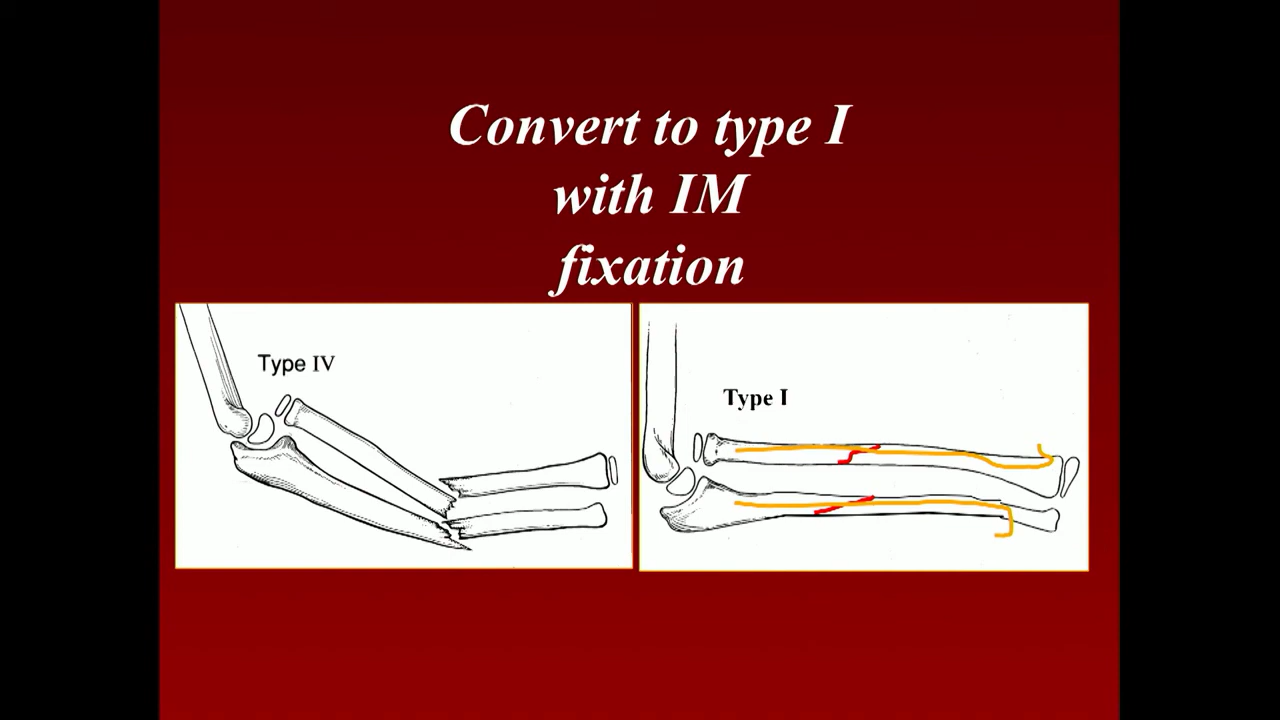 Convert to type I
with IM
fixation
Type IV
Type I